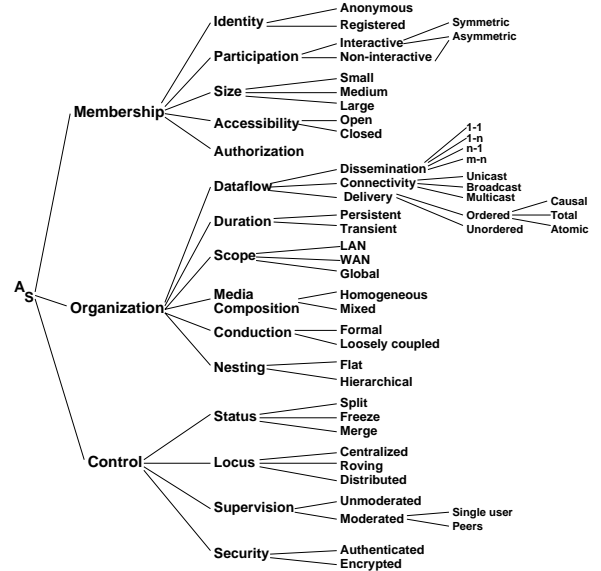 A
S
Membership
Identity
Anonymous
Registered
Participation
Interactive
Symmetric
Asymmetric
Non-interactive
Size
Small
Medium
Large
Accessibility
Open
Closed
Authorization
Organization
Dataflow
Dissemination
1-1
1-n
n-1
m-n
Connectivity
Unicast
Broadcast
Multicast
Delivery
Ordered
Causal
Total
Atomic
Unordered
Duration
Persistent
Transient
Scope
LAN
WAN
Global
Media
Composition
Homogeneous
Mixed
Conduction
Formal
Loosely coupled
Nesting
Flat
Hierarchical
Control
Status
Split
Freeze
Merge
Locus
Centralized
Roving
Distributed
Supervision
Unmoderated
Moderated
Single user
Peers
Security
Authenticated
Encrypted